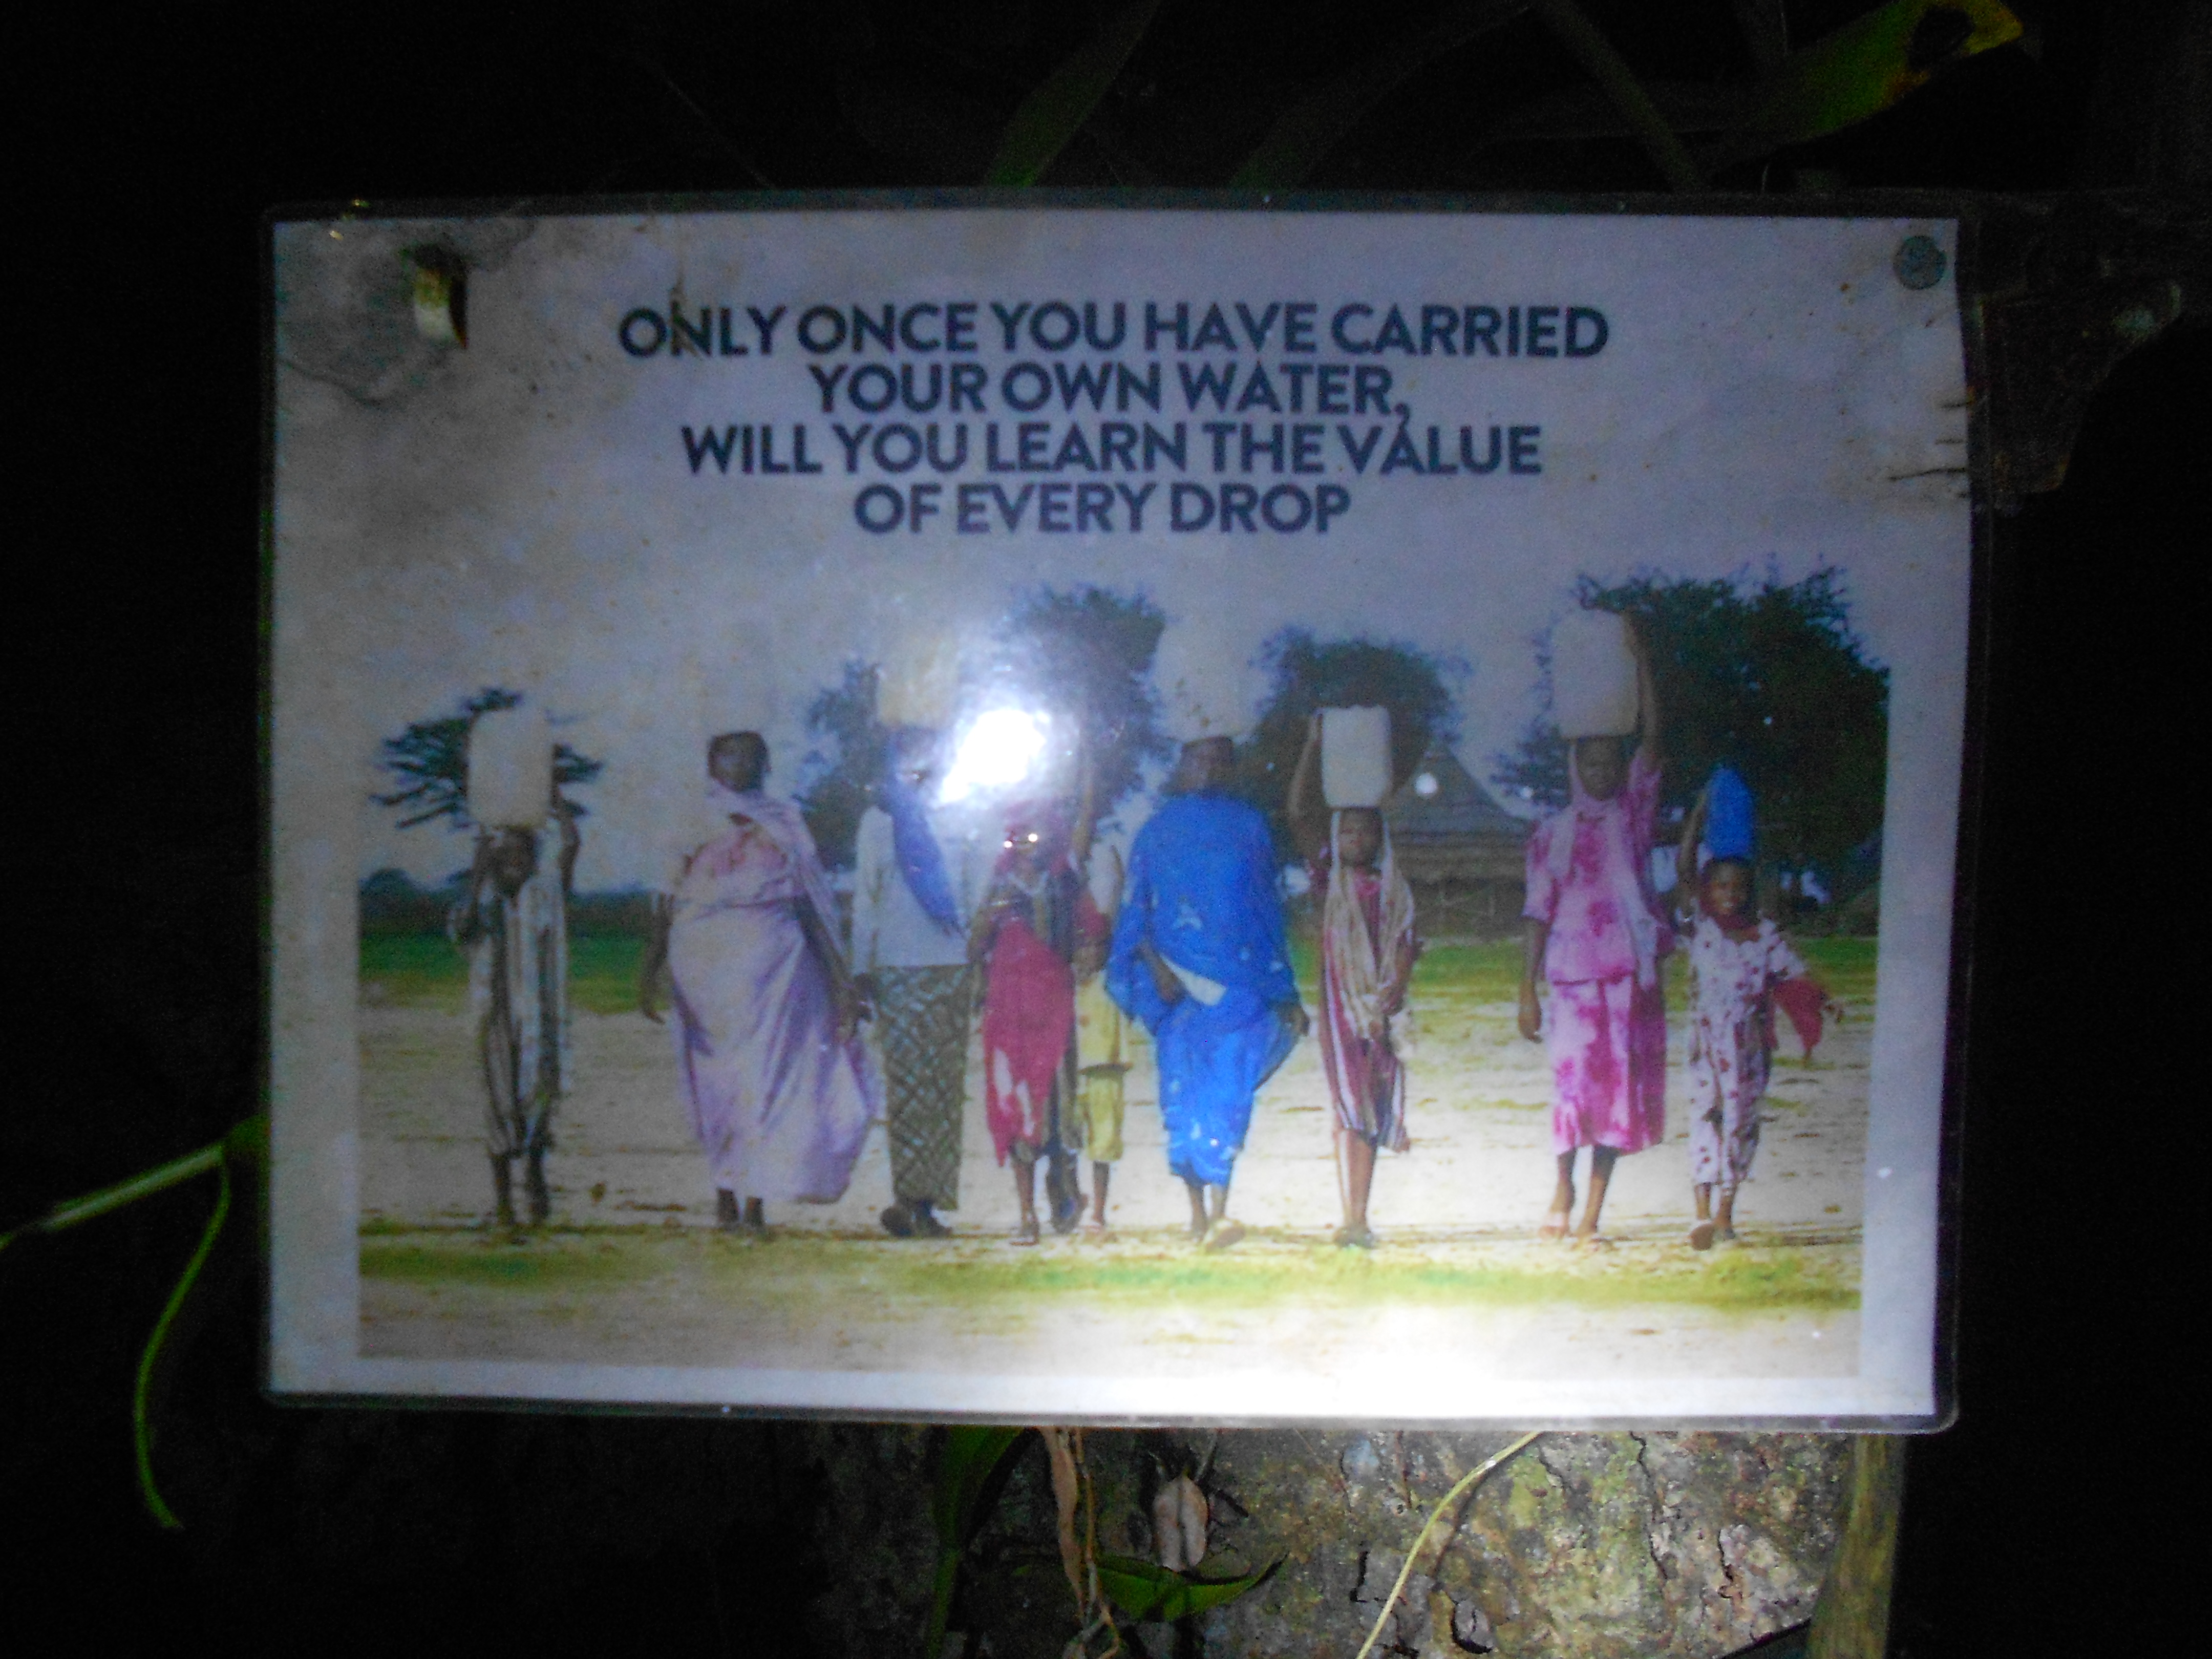 ONLY ONCE YOU HAVE CARRIED
YOUR OWN WATER,
WILL YOU LEARN THE VALUE
OF EVERY DROP